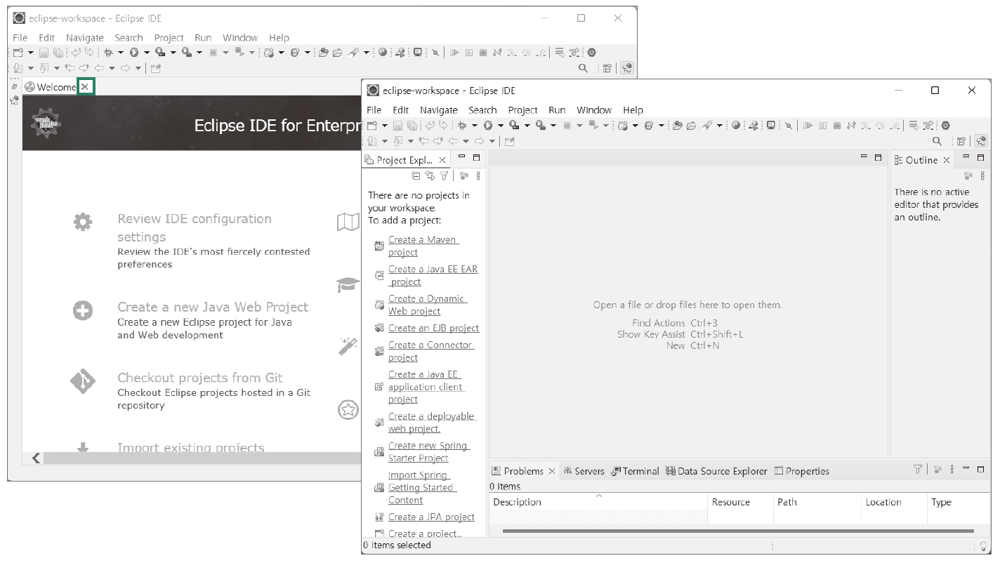 eclipse-workspace - Eclipse IDE
File Edit Navigate Search Project Run Window Help
Welcome
Eclipse IDE for Enterpr
Review IDE configuration
settings
Review the IDE's most fiercely contested
preferences
Create a new Java Web Project
Create a new Eclipse project for Java
and Web development
Checkout projects from Git
Checkout Eclipse projects hosted in a Git
repository
Import existing projects
eclipse-workspace - Eclipse IDE
File Edit Navigate Search Project Run Window Help
Project Expl...
There are no projects in
your workspace.
To add a project:
Create a Maven
project
Create a Java EE EAR
project
Create a Dynamic
Web project
Create an EJB project
Create a Connector
project
Create a Java EE
application client
project
Create a deployable
web project.
Create new Spring
Starter Project
Import Spring
Getting Started
Content
Create a JPA project
Create a project...
Open a file or drop files here to open them.
Find Actions Ctrl+3
Show Key Assist Ctrl+Shift+L
New Ctrl+N
Outline
There is no active
editor that provides
an outline.
Problems Servers Terminal Data Source Explorer Properties
0 items
Description Resource Path Location Type
0 items selected